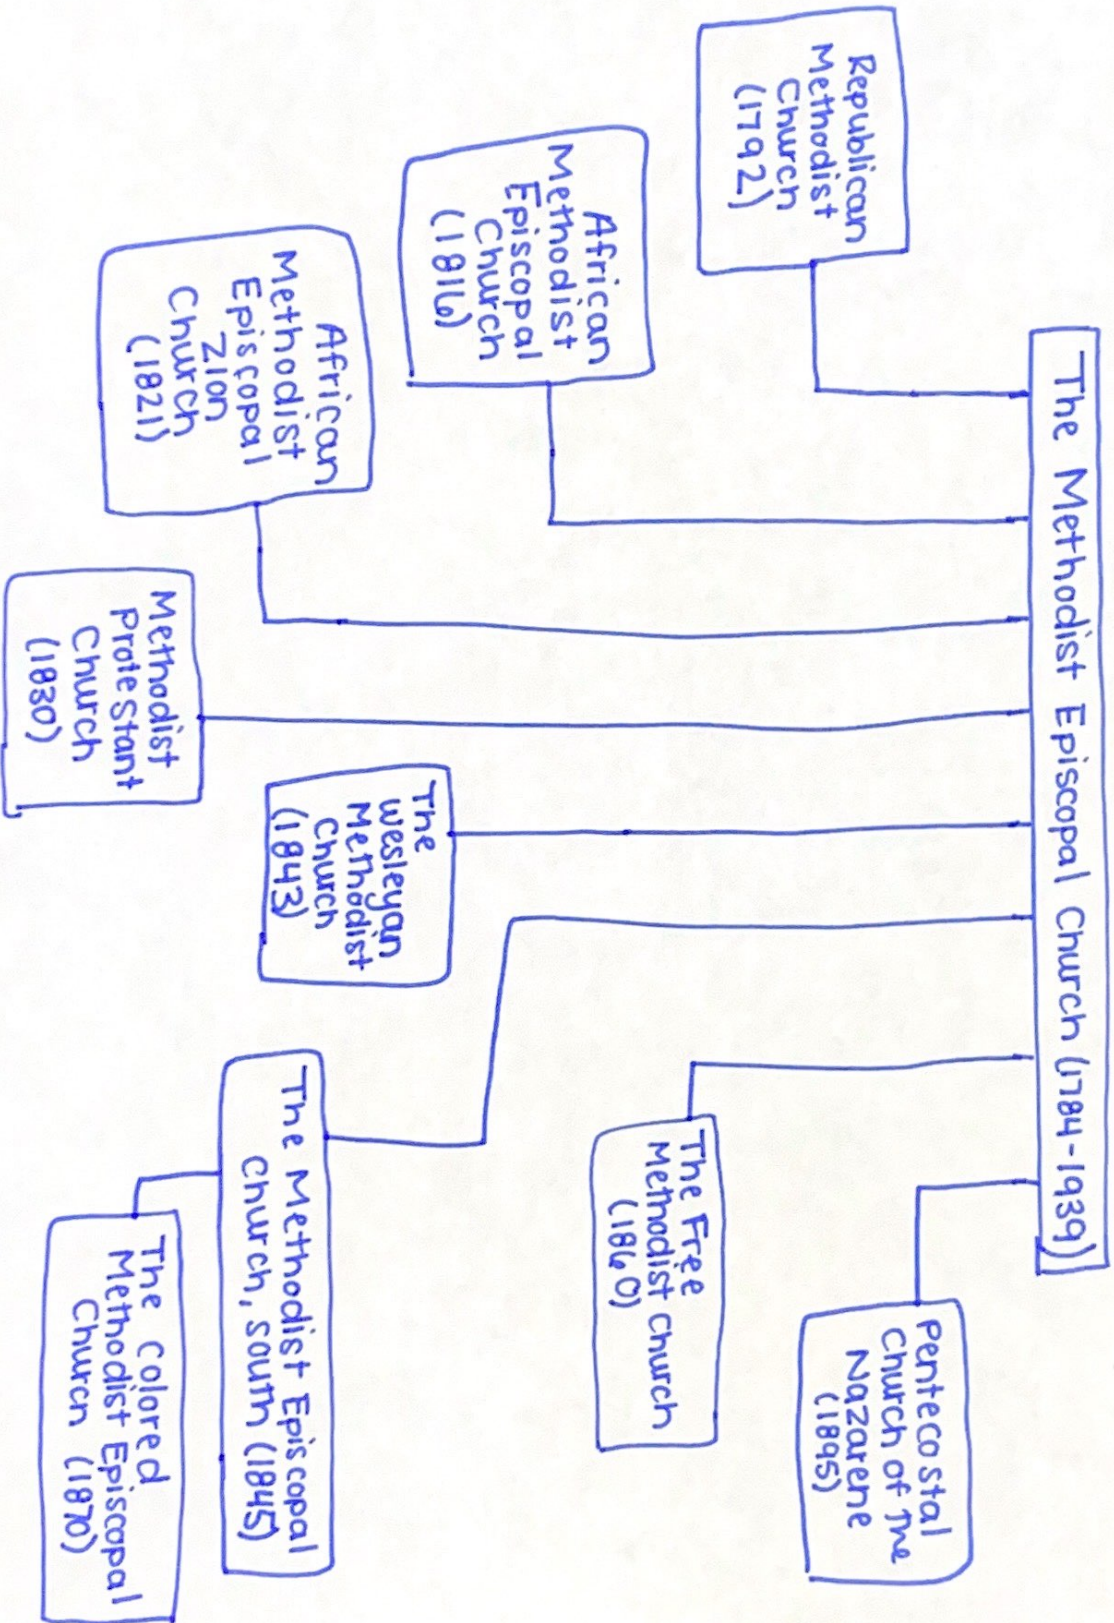 The Methodist Episcopal Church (1784-1939)
Republican
Methodist
Church
(1792)
African
Methodist
Episcopal
Church
(1816)
African
Methodist
Episcopal
Zion
Church
(1821)
Methodist
Protestant
Church
(1830)
The
Wesleyan
Methodist
Church
(1843)
The Methodist Episcopal
Church, South (1845)
The Colored
Methodist Episcopal
Church (1870)
The Free
Methodist Church
(1860)
Pentecostal
Church of the
Nazarene
(1895)